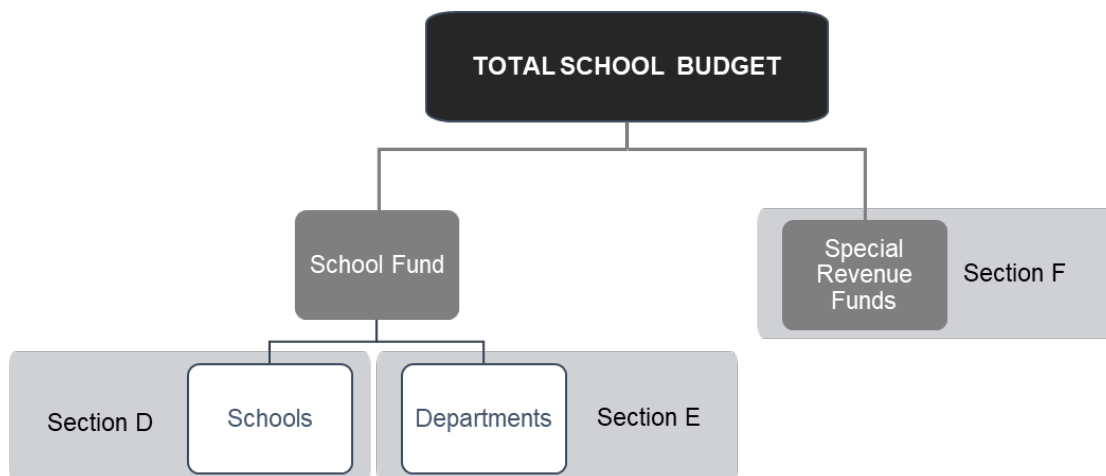 TOTAL SCHOOL BUDGET
School Fund
Special
Revenue
Funds
Section F
Section D
Schools
Departments
Section E